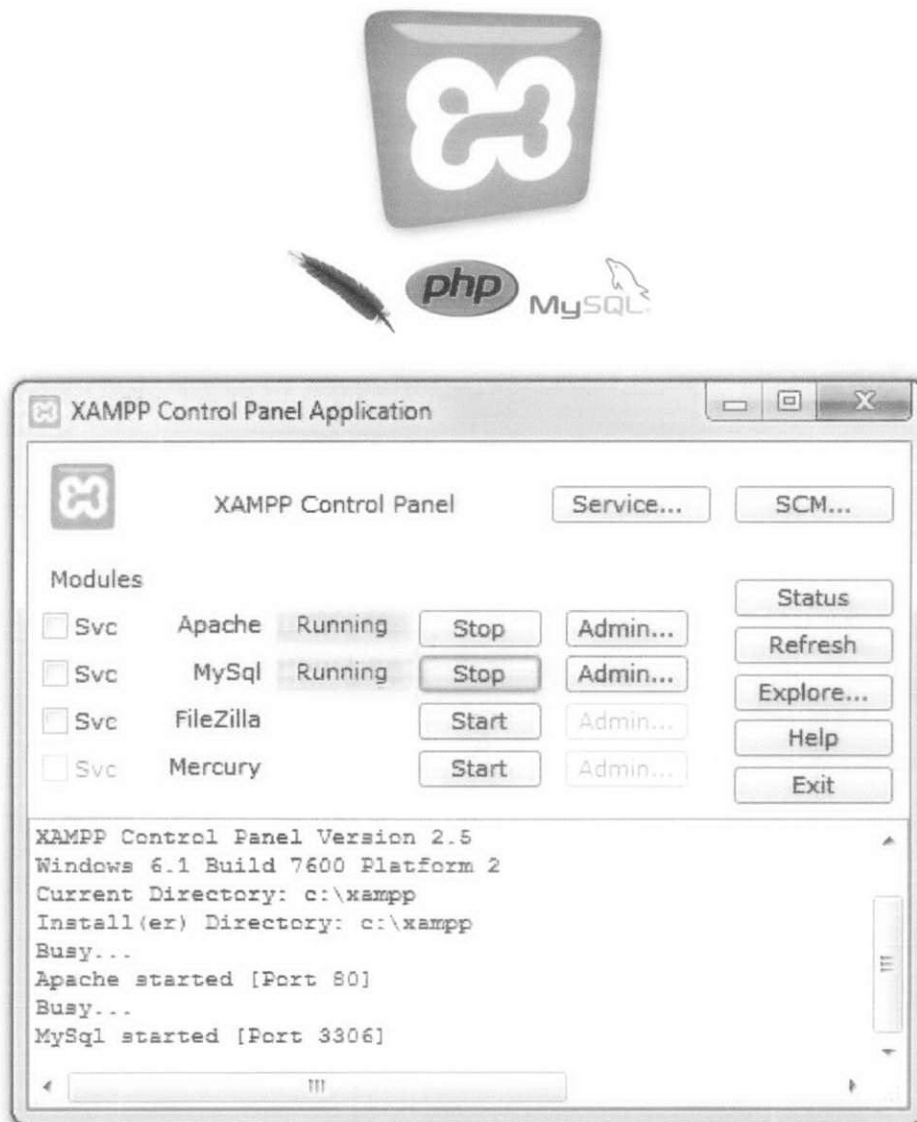 php MySQL
XAMPP Control Panel Application
XAMPP Control Panel Service... SCM...
Modules
Status
Svc Apache Running Stop Admin...
Refresh
Svc MySql Running Stop Admin...
Explore...
Svc FileZilla Start Admin...
Help
Svc Mercury Start Admin...
Exit
XAMPP Control Panel Version 2.5
Windows 6.1 Build 7600 Platform 2
Current Directory: c:\xampp
Install(er) Directory: c:\xampp
Busy...
Apache started [Port 80]
Busy...
MySql started [Port 3306]